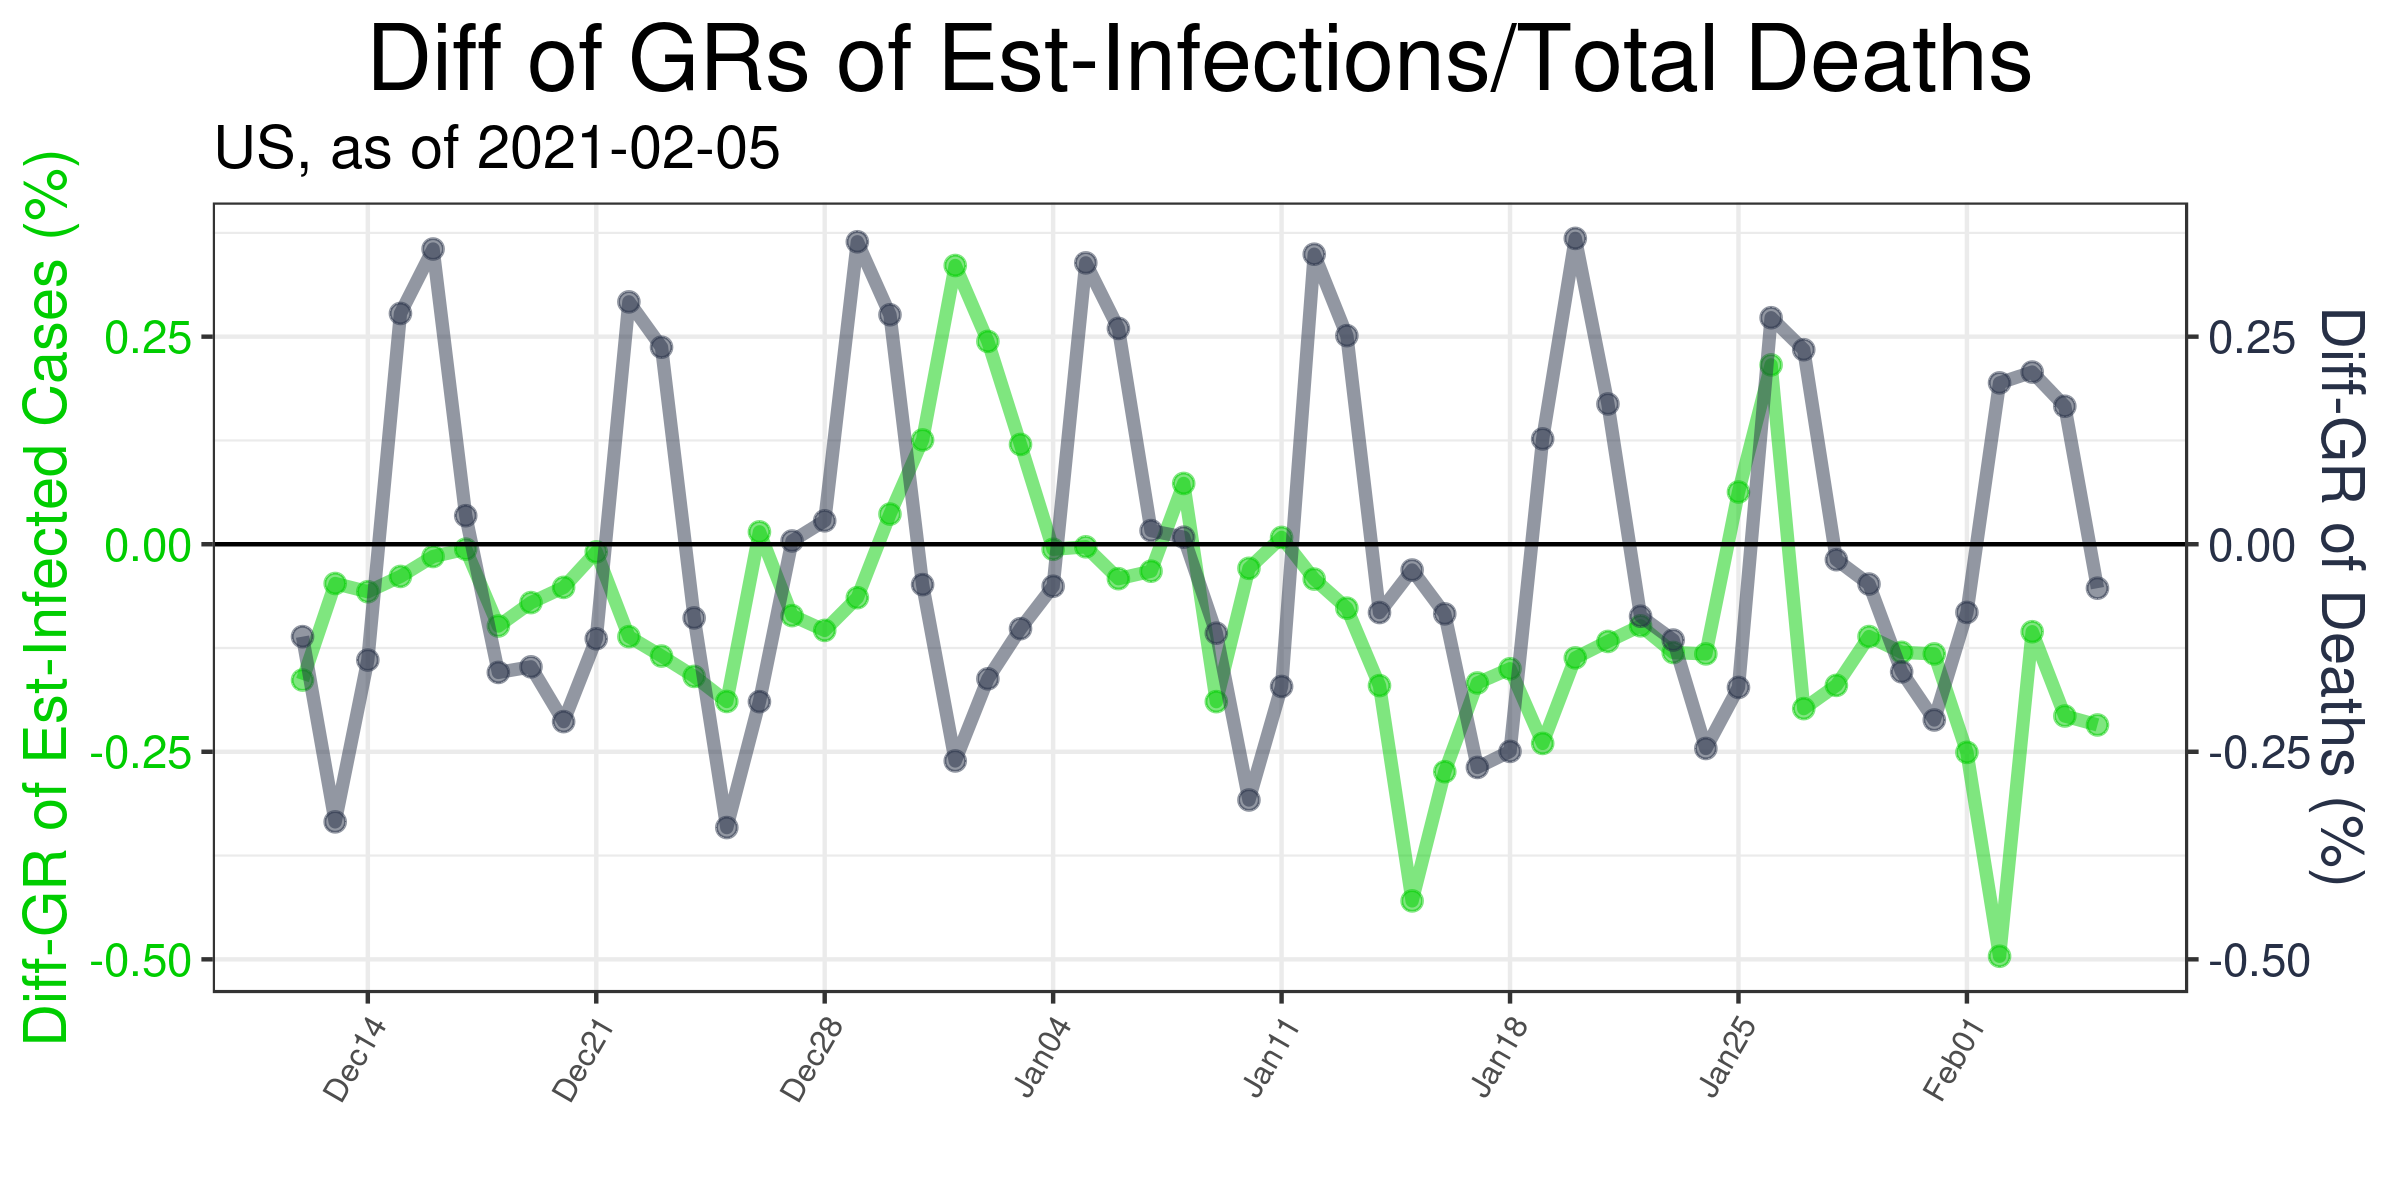 Diff of GRs of Est-Infections/Total Deaths
US, as of 2021-02-05
Diff-GR of Est-Infected Cases (%)
0.25
0.00
-0.25
-0.50
0.25
0.00
-0.25
-0.50
Diff-GR of Deaths (%)
Dec14
Dec21
Dec28
Jan04
Jan11
Jan18
Jan25
Feb01